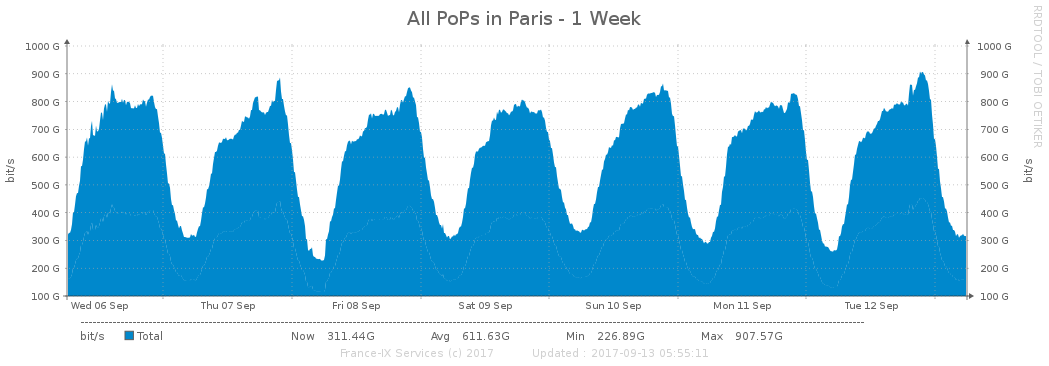 All PoPs in Paris - 1 Week
RRDTOOL / TOBI OETIKER
bit/s
1000 G 1000 G
900 G 900 G
800 G 800 G
700 G 700 G
600 G 600 G
500 G 500 G
400 G 400 G
300 G 300 G
200 G 200 G
100 G 100 G
bit/s
Wed 06 Sep Thu 07 Sep Fri 08 Sep Sat 09 Sep Sun 10 Sep Mon 11 Sep Tue 12 Sep
bit/s Total Now 311.44G Avg 611.63G Min 226.89G Max 907.57G
France-IX Services (c) 2017 Updated : 2017-09-13 05:55:11